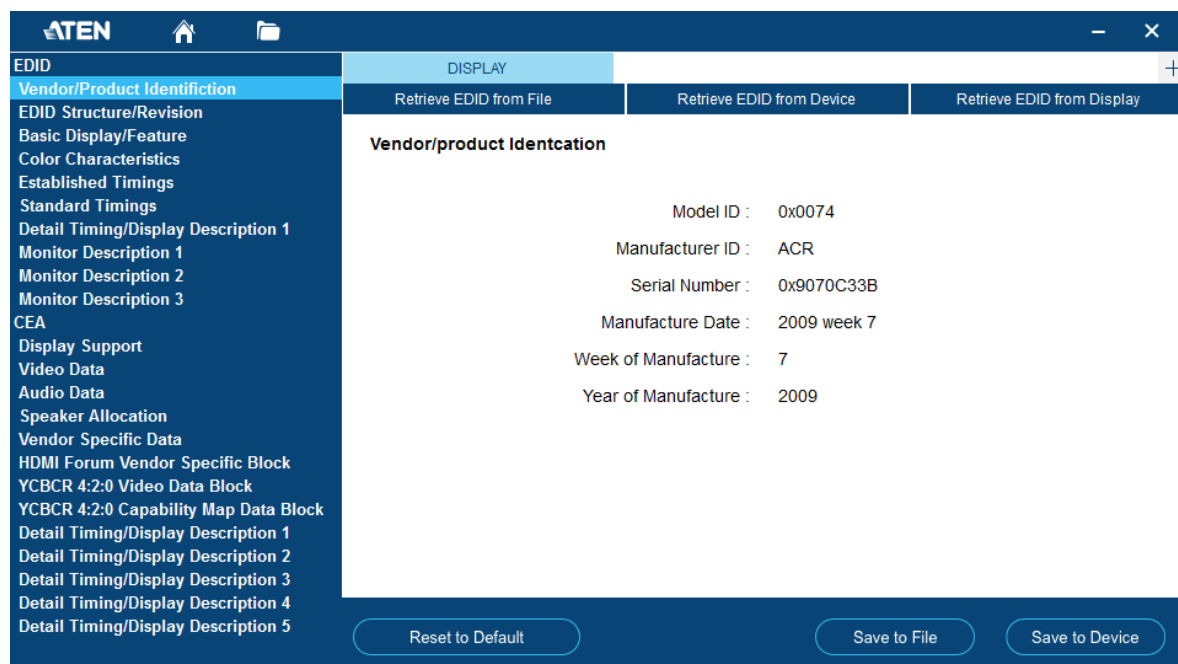 ATEN
EDID
Vendor/Product Identifiction
EDID Structure/Revision
Basic Display/Feature
Color Characteristics
Established Timings
Standard Timings
Detail Timing/Display Description 1
Monitor Description 1
Monitor Description 2
Monitor Description 3
CEA
Display Support
Video Data
Audio Data
Speaker Allocation
Vendor Specific Data
HDMI Forum Vendor Specific Block
YCBCR 4:2:0 Video Data Block
YCBCR 4:2:0 Capability Map Data Block
Detail Timing/Display Description 1
Detail Timing/Display Description 2
Detail Timing/Display Description 3
Detail Timing/Display Description 4
Detail Timing/Display Description 5
DISPLAY
Retrieve EDID from File Retrieve EDID from Device Retrieve EDID from Display
Vendor/product Identcation
Model ID : 0x0074
Manufacturer ID : ACR
Serial Number : 0x9070C33B
Manufacture Date : 2009 week 7
Week of Manufacture : 7
Year of Manufacture : 2009
Reset to Default Save to File Save to Device